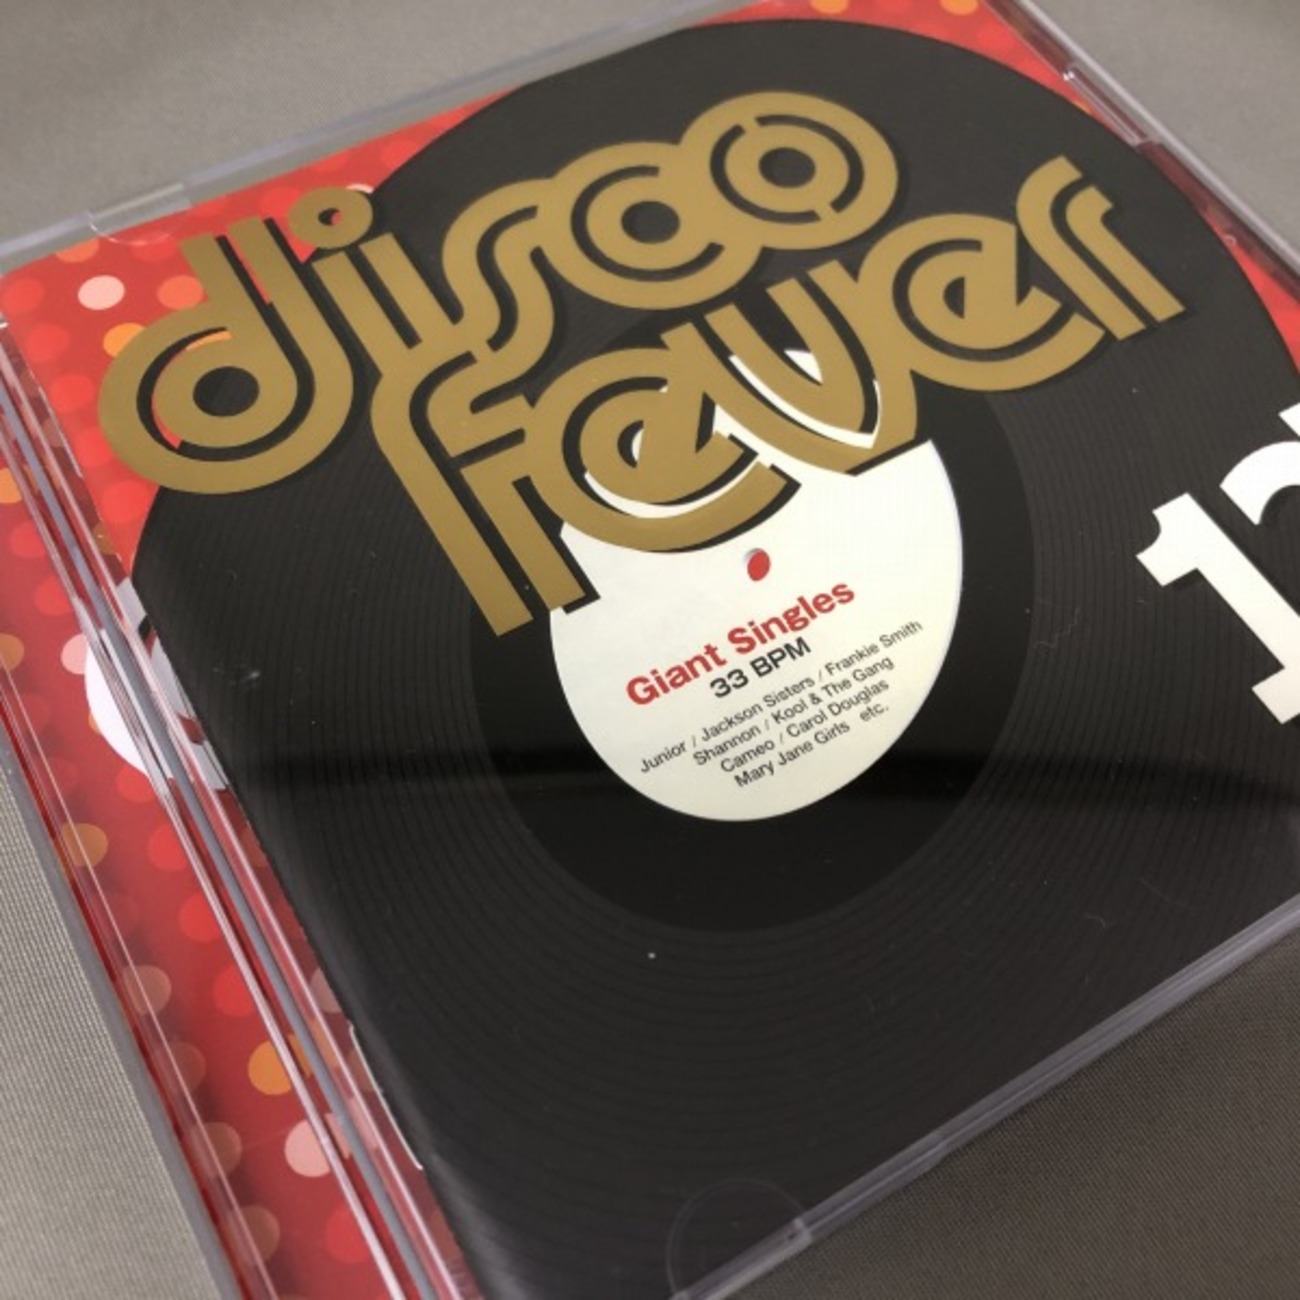 disco
fever
12"
Giant Singles
33 BPM
Junior / Jackson Sisters / Frankie Smith
Shannon / Kool & The Gang
Cameo / Carol Douglas
Mary Jane Girls etc.